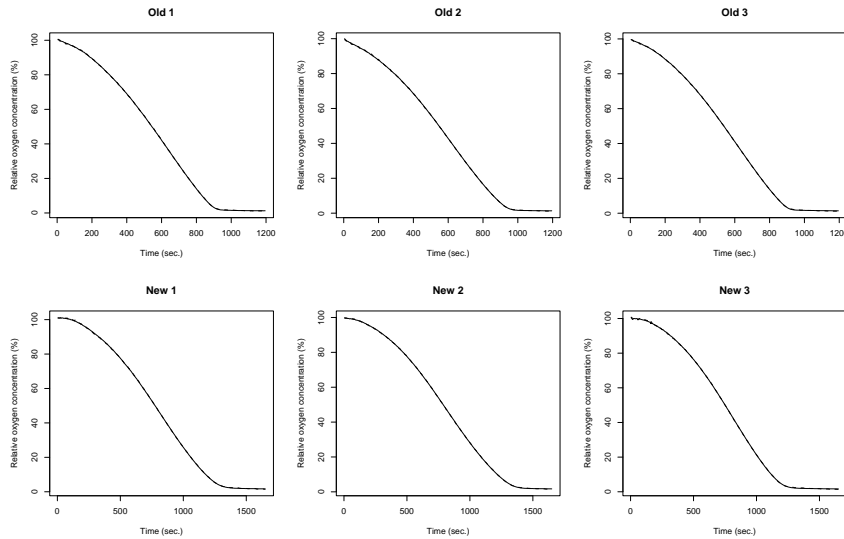 Old 1
Relative oxygen concentration (%)
0 20 40 60 80 100
0 200 400 600 800 1000 1200
Time (sec.)
Old 2
Relative oxygen concentration (%)
0 20 40 60 80 100
0 200 400 600 800 1000 1200
Time (sec.)
Old 3
Relative oxygen concentration (%)
0 20 40 60 80 100
0 200 400 600 800 1000 1200
Time (sec.)
New 1
Relative oxygen concentration (%)
0 20 40 60 80 100
0 500 1000 1500
Time (sec.)
New 2
Relative oxygen concentration (%)
0 20 40 60 80 100
0 500 1000 1500
Time (sec.)
New 3
Relative oxygen concentration (%)
0 20 40 60 80 100
0 500 1000 1500
Time (sec.)